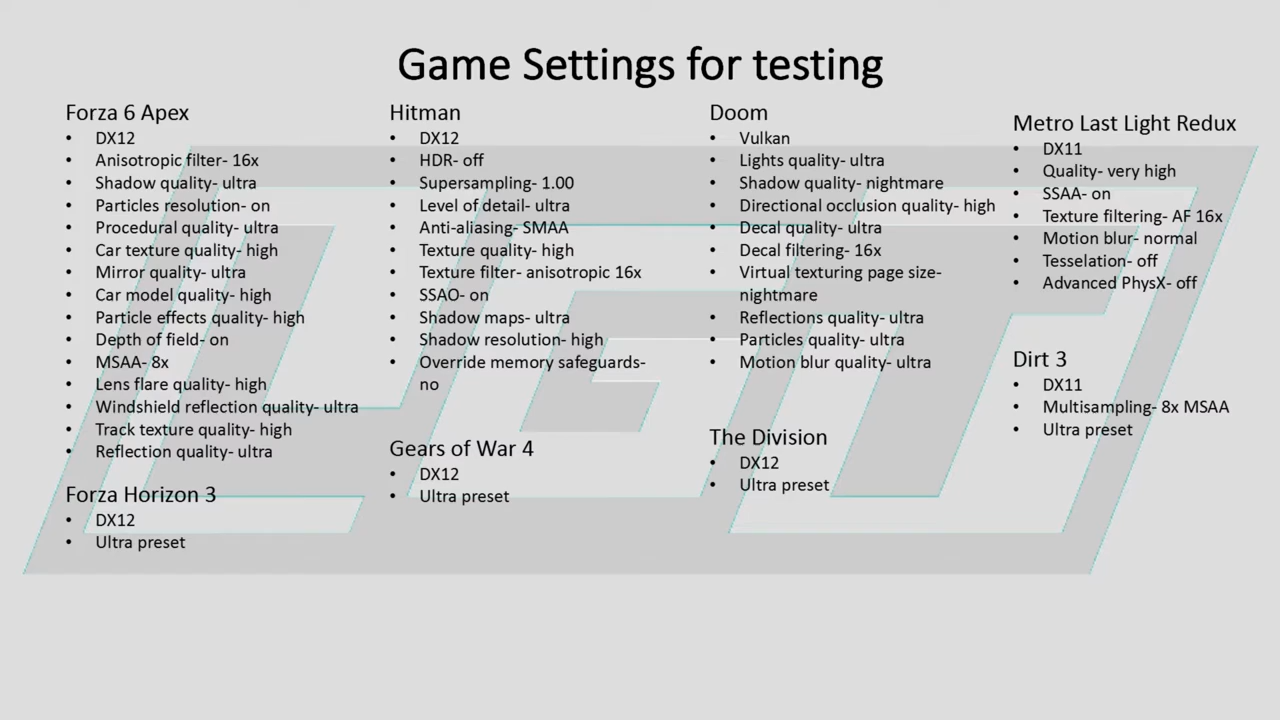 Game Settings for testing
Forza 6 Apex
• DX12
• Anisotropic filter- 16x
• Shadow quality- ultra
• Particles resolution- on
• Procedural quality- ultra
• Car texture quality- high
• Mirror quality- ultra
• Car model quality- high
• Particle effects quality- high
• Depth of field- on
• MSAA- 8x
• Lens flare quality- high
• Windshield reflection quality- ultra
• Track texture quality- high
• Reflection quality- ultra
Forza Horizon 3
• DX12
• Ultra preset
Hitman
• DX12
• HDR- off
• Supersampling- 1.00
• Level of detail- ultra
• Anti-aliasing- SMAA
• Texture quality- high
• Texture filter- anisotropic 16x
• SSAO- on
• Shadow maps- ultra
• Shadow resolution- high
• Override memory safeguards-
no
Gears of War 4
• DX12
• Ultra preset
Doom
• Vulkan
• Lights quality- ultra
• Shadow quality- nightmare
• Directional occlusion quality- high
• Decal quality- ultra
• Decal filtering- 16x
• Virtual texturing page size-
nightmare
• Reflections quality- ultra
• Particles quality- ultra
• Motion blur quality- ultra
The Division
• DX12
• Ultra preset
Metro Last Light Redux
• DX11
• Quality- very high
• SSAA- on
• Texture filtering- AF 16x
• Motion blur- normal
• Tesselation- off
• Advanced PhysX- off
Dirt 3
• DX11
• Multisampling- 8x MSAA
• Ultra preset